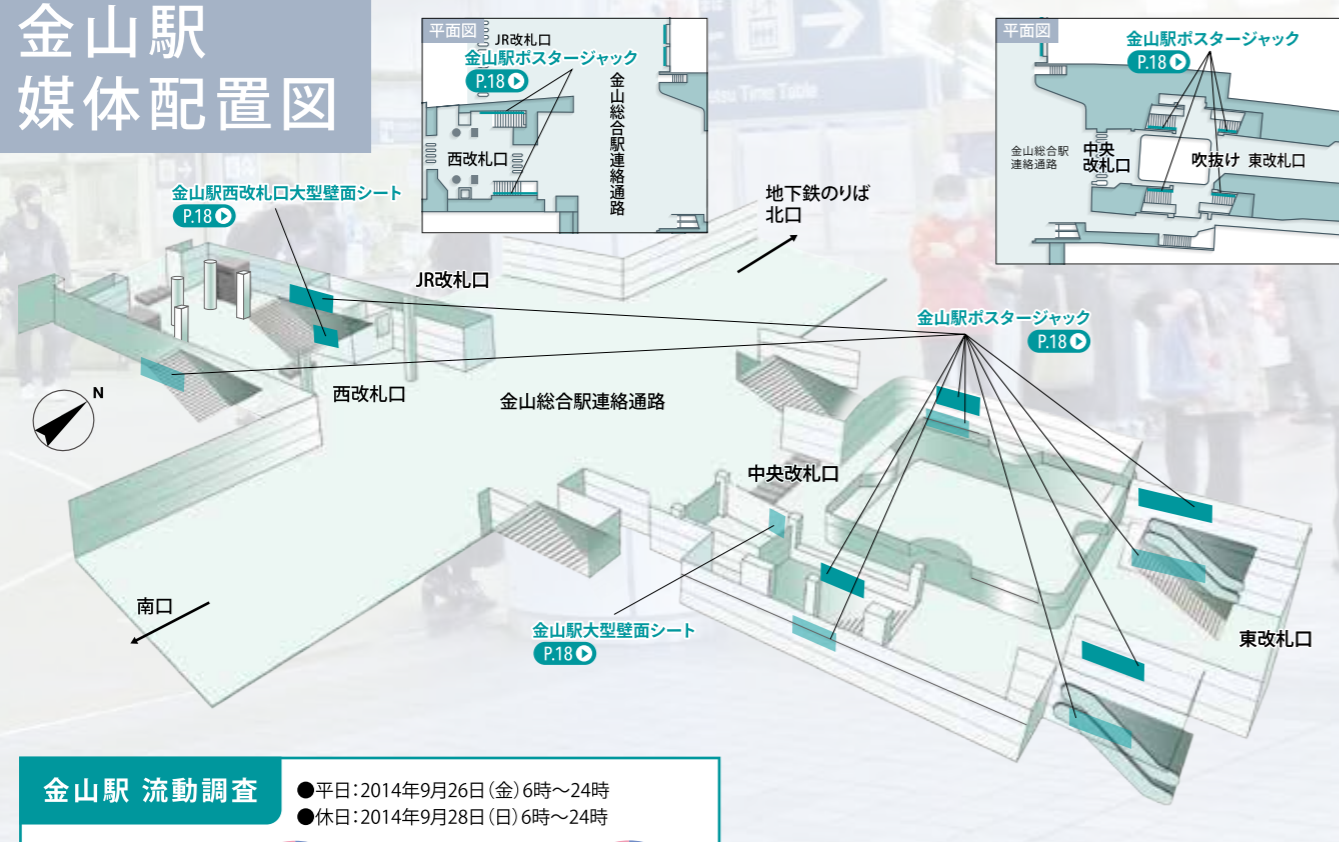 金山駅
媒体配置図
平面図
JR改札口
金山駅ポスタージャック
P.18
西改札口
金山総合駅連絡通路
平面図
金山駅ポスタージャック
P.18
金山総合駅
連絡通路
中央
改札口
吹抜け
東改札口
金山駅西改札口大型壁面シート
P.18
地下鉄のりば
北口
JR改札口
金山駅ポスタージャック
P.18
N
西改札口
金山総合駅連絡通路
中央改札口
南口
金山駅大型壁面シート
P.18
東改札口
金山駅 流動調査
●平日:2014年9月26日(金)6時〜24時
●休日:2014年9月28日(日)6時〜24時